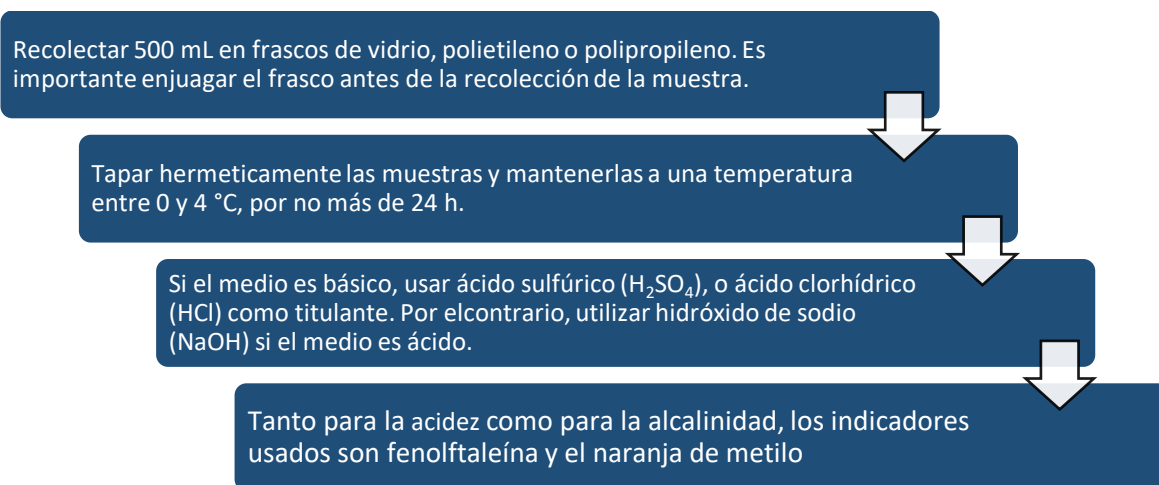 Recolectar 500 mL en frascos de vidrio, polietileno o polipropileno. Es
importante enjuagar el frasco antes de la recolección de la muestra.
Tapar hermeticamente las muestras y mantenerlas a una temperatura
entre 0 y 4 °C, por no más de 24 h.
Si el medio es básico, usar ácido sulfúrico (H₂SO₄), o ácido clorhídrico
(HCl) como titulante. Por elcontrario, utilizar hidróxido de sodio
(NaOH) si el medio es ácido.
Tanto para la acidez como para la alcalinidad, los indicadores
usados son fenolftaleína y el naranja de metilo